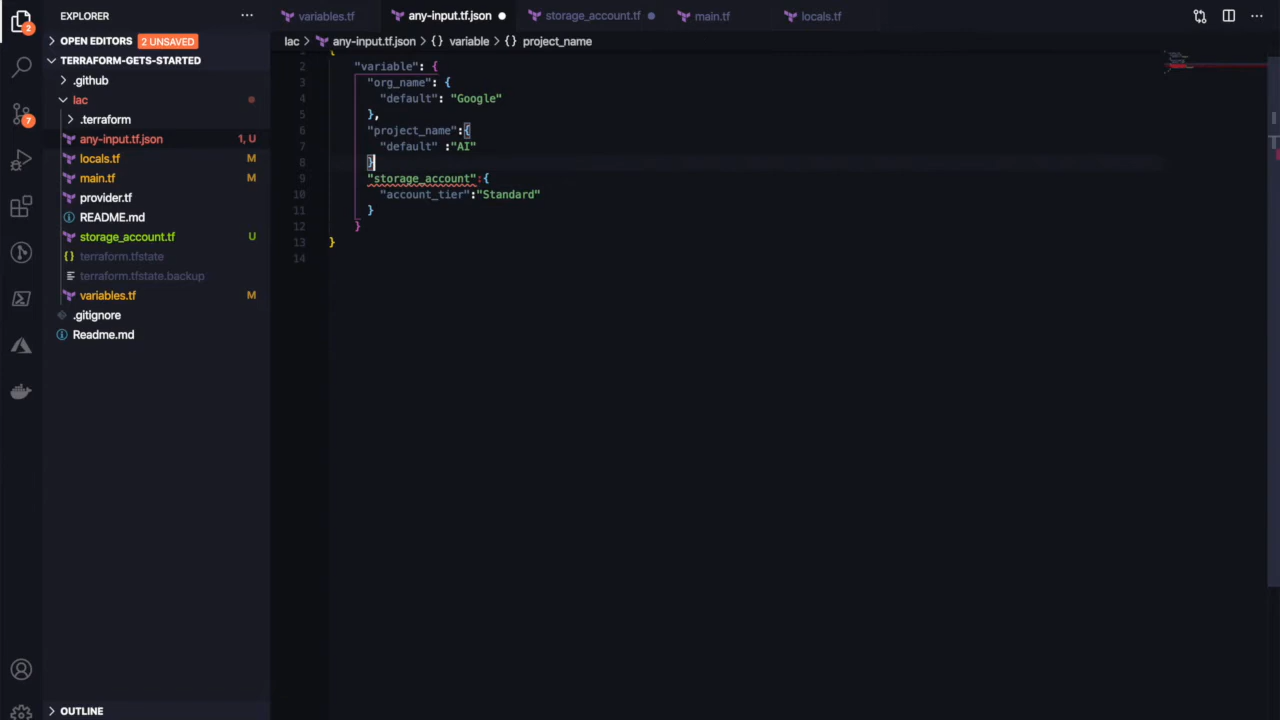 EXPLORER
···
variables.tf
any-input.tf.json
storage_account.tf
main.tf
locals.tf
···
OPEN EDITORS 2 UNSAVED
Iac > any-input.tf.json > {} variable > {} project_name
TERRAFORM-GETS-STARTED
.github
Iac
.terraform
any-input.tf.json 1, U
locals.tf M
main.tf M
provider.tf
README.md
storage_account.tf U
{} terraform.tfstate
terraform.tfstate.backup
variables.tf M
.gitignore
Readme.md
OUTLINE
2
7
1 {
2 "variable": {
3 "org_name": {
4 "default": "Google"
5 },
6 "project_name":{
7 "default" :"AI"
8 }
9 "storage_account":{
10 "account_tier":"Standard"
11 }
12 }
13 }
14